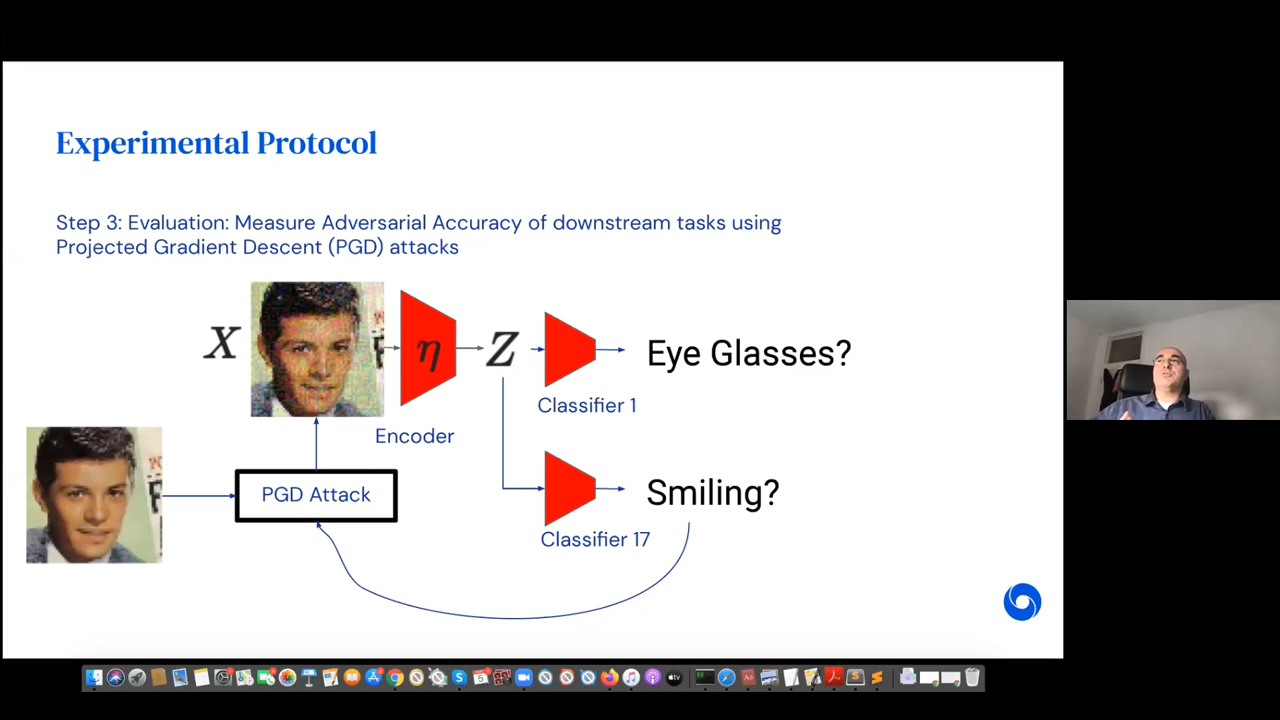 Experimental Protocol
Step 3: Evaluation: Measure Adversarial Accuracy of downstream tasks using
Projected Gradient Descent (PGD) attacks
X
η
Z
Eye Glasses?
Classifier 1
Encoder
PGD Attack
Smiling?
Classifier 17